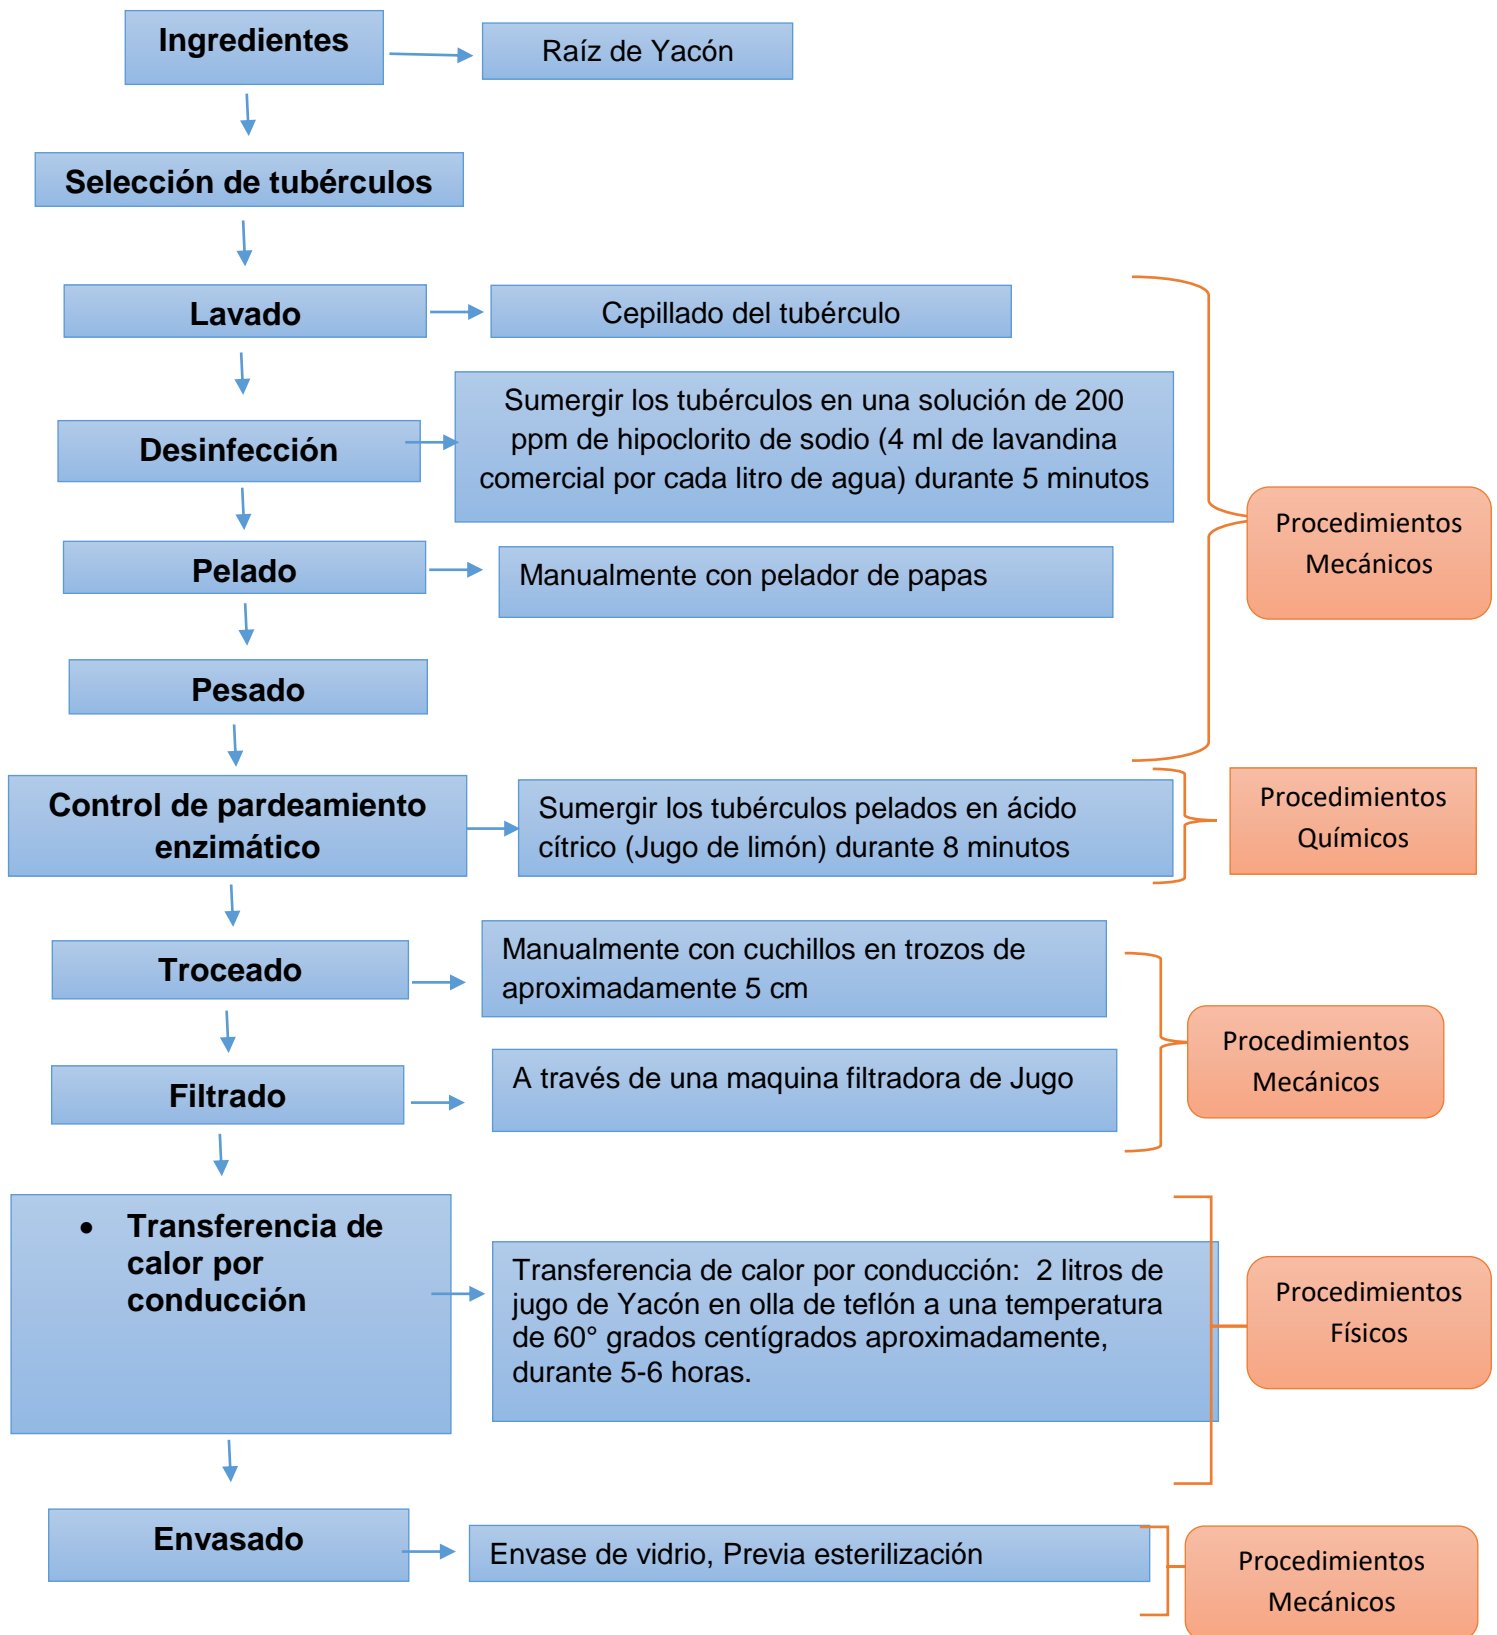 Ingredientes
Raíz de Yacón
Selección de tubérculos
Lavado
Cepillado del tubérculo
Desinfección
Sumergir los tubérculos en una solución de 200
ppm de hipoclorito de sodio (4 ml de lavandina
comercial por cada litro de agua) durante 5 minutos
Pelado
Manualmente con pelador de papas
Pesado
Procedimientos
Mecánicos
Control de pardeamiento
enzimático
Sumergir los tubérculos pelados en ácido
cítrico (Jugo de limón) durante 8 minutos
Procedimientos
Químicos
Troceado
Manualmente con cuchillos en trozos de
aproximadamente 5 cm
Filtrado
A través de una maquina filtradora de Jugo
Procedimientos
Mecánicos
• Transferencia de
calor por
conducción
Transferencia de calor por conducción: 2 litros de
jugo de Yacón en olla de teflón a una temperatura
de 60° grados centígrados aproximadamente,
durante 5-6 horas.
Procedimientos
Físicos
Envasado
Envase de vidrio, Previa esterilización
Procedimientos
Mecánicos